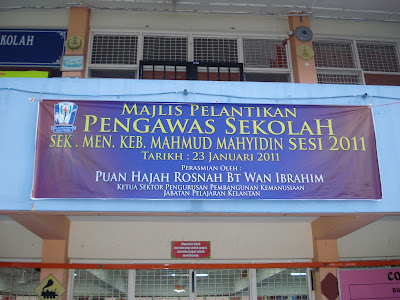 KOLAH
MAJLIS PELANTIKAN
PENGAWAS SEKOLAH
SEK . MEN. KEB. MAHMUD MAHYIDIN SESI 2011
TARIKH : 23 JANUARI 2011
PERASMIAN OLEH :
PUAN HAJAH ROSNAH BT WAN IBRAHIM
KETUA SEKTOR PENGURUSAN PEMBANGUNAN KEMANUSIAAN
JABATAN PELAJARAN KELANTAN